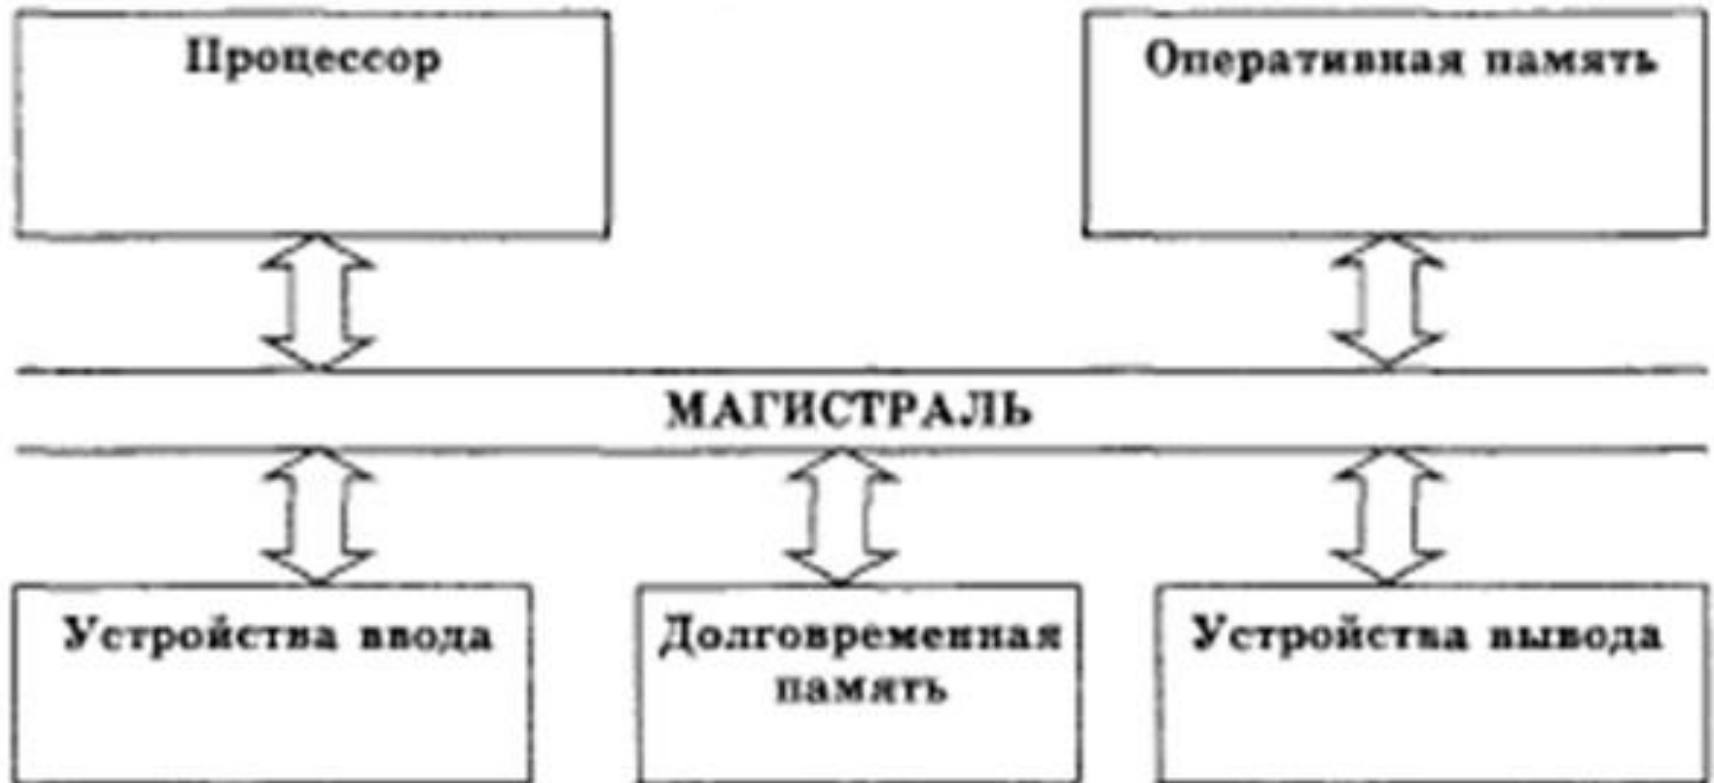 Процессор
Оперативная память
МАГИСТРАЛЬ
Устройства ввода
Долговременная
память
Устройства вывода